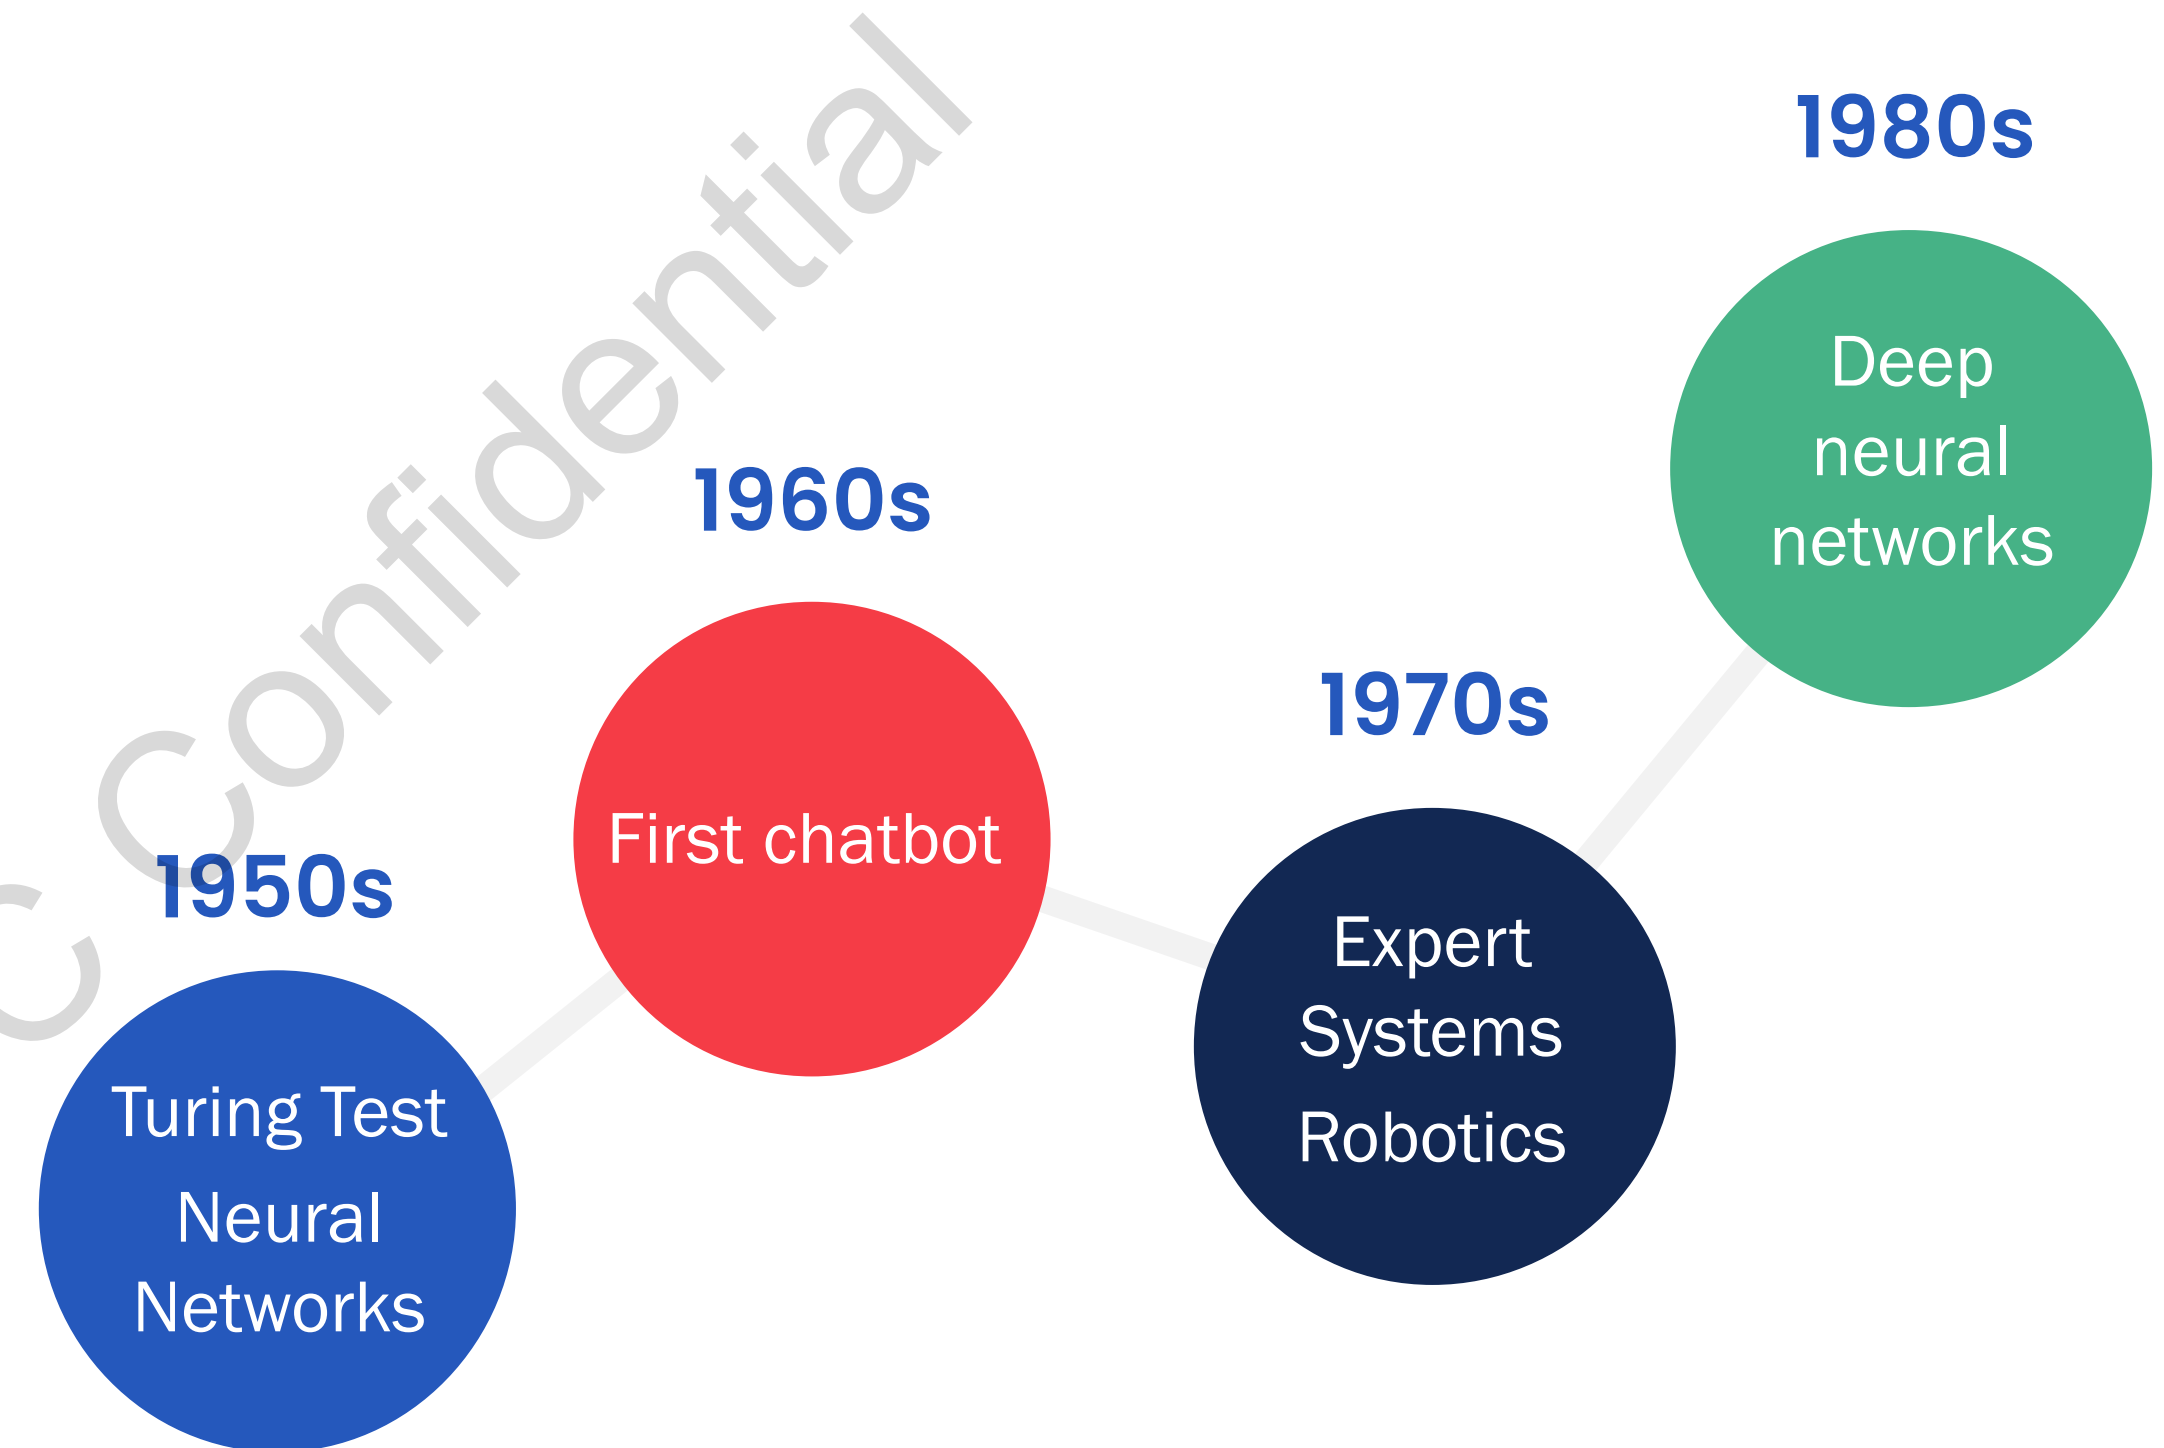 C Confidential
1950s
Turing Test
Neural
Networks
1960s
First chatbot
1970s
Expert
Systems
Robotics
1980s
Deep
neural
networks